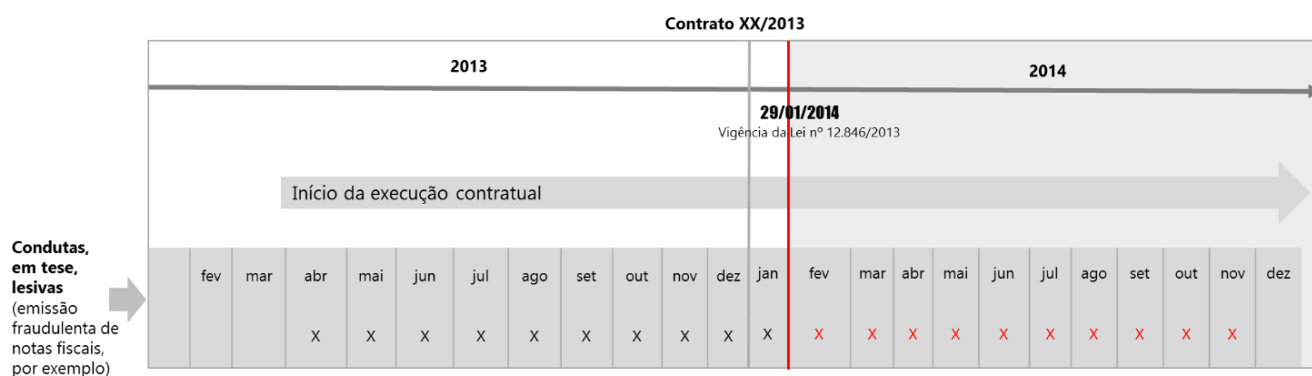 Contrato XX/2013
2013
2014
29/01/2014
Vigência da Lei nº 12.846/2013
Início da execução contratual
Condutas,
em tese,
lesivas
(emissão
fraudulenta de
notas fiscais,
por exemplo)
fev mar abr mai jun jul ago set out nov dez jan fev mar abr mai jun jul ago set out nov dez
X X X X X X X X X X X X X X X X X X X X